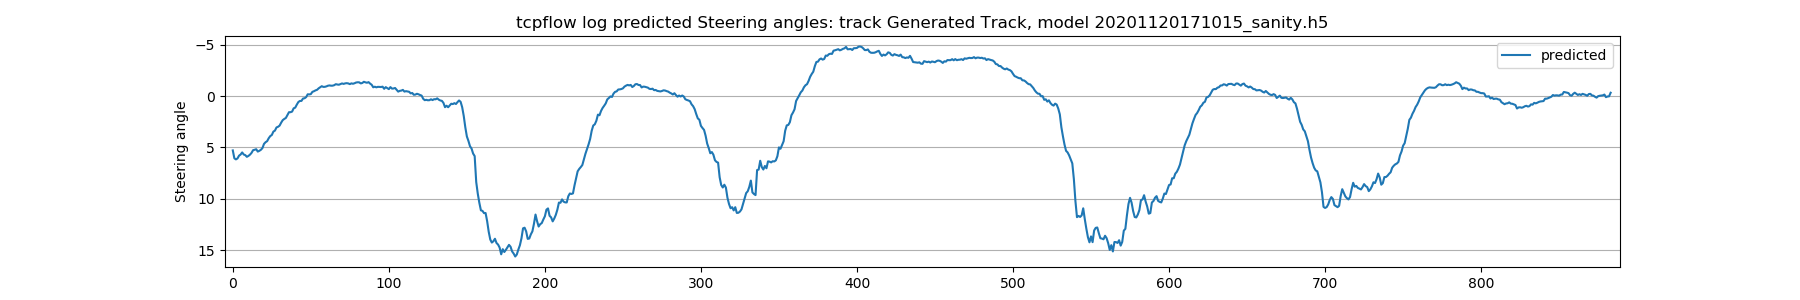 tcpflow log predicted Steering angles: track Generated Track, model 20201120171015_sanity.h5
predicted
Steering angle
−5
0
5
10
15
0 100 200 300 400 500 600 700 800